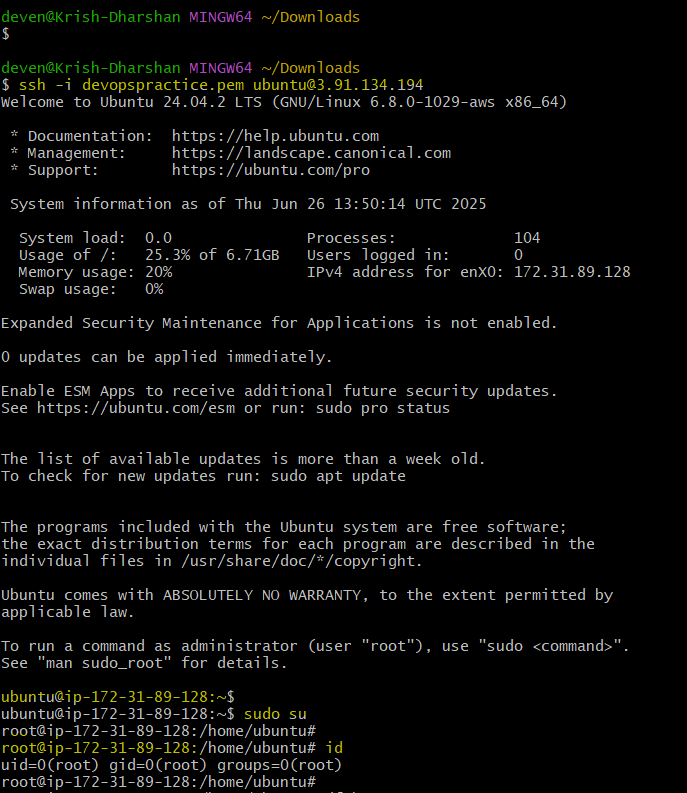 deven@Krish-Dharshan MINGW64 ~/Downloads
$
deven@Krish-Dharshan MINGW64 ~/Downloads
$ ssh -i devopspractice.pem ubuntu@3.91.134.194
Welcome to Ubuntu 24.04.2 LTS (GNU/Linux 6.8.0-1029-aws x86_64)
 * Documentation:  https://help.ubuntu.com
 * Management:     https://landscape.canonical.com
 * Support:        https://ubuntu.com/pro
 System information as of Thu Jun 26 13:50:14 UTC 2025
  System load:  0.0                Processes:             104
  Usage of /:   25.3% of 6.71GB   Users logged in:       0
  Memory usage: 20%                IPv4 address for enX0: 172.31.89.128
  Swap usage:   0%
Expanded Security Maintenance for Applications is not enabled.
0 updates can be applied immediately.
Enable ESM Apps to receive additional future security updates.
See https://ubuntu.com/esm or run: sudo pro status
The list of available updates is more than a week old.
To check for new updates run: sudo apt update
The programs included with the Ubuntu system are free software;
the exact distribution terms for each program are described in the
individual files in /usr/share/doc/*/copyright.
Ubuntu comes with ABSOLUTELY NO WARRANTY, to the extent permitted by
applicable law.
To run a command as administrator (user "root"), use "sudo <command>".
See "man sudo_root" for details.
ubuntu@ip-172-31-89-128:~$
ubuntu@ip-172-31-89-128:~$ sudo su
root@ip-172-31-89-128:/home/ubuntu#
root@ip-172-31-89-128:/home/ubuntu# id
uid=0(root) gid=0(root) groups=0(root)
root@ip-172-31-89-128:/home/ubuntu#